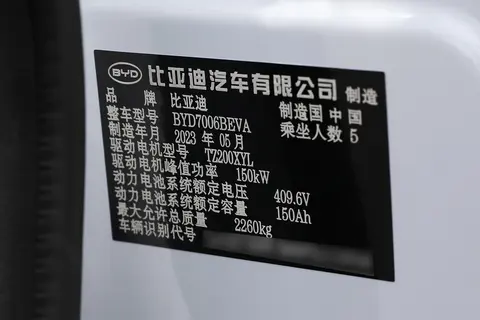 BYD 比亚迪汽车有限公司 制造
品 牌 比亚迪 制造国 中国
整车型号 BYD7006BEVA 乘坐人数 5
制造年月 2023 年 05 月
驱动电机型号 TZ200XYL
驱动电机峰值功率 150kW
动力电池系统额定电压 409.6V
动力电池系统额定容量 150Ah
最大允许总质量 2260kg
车辆识别代号